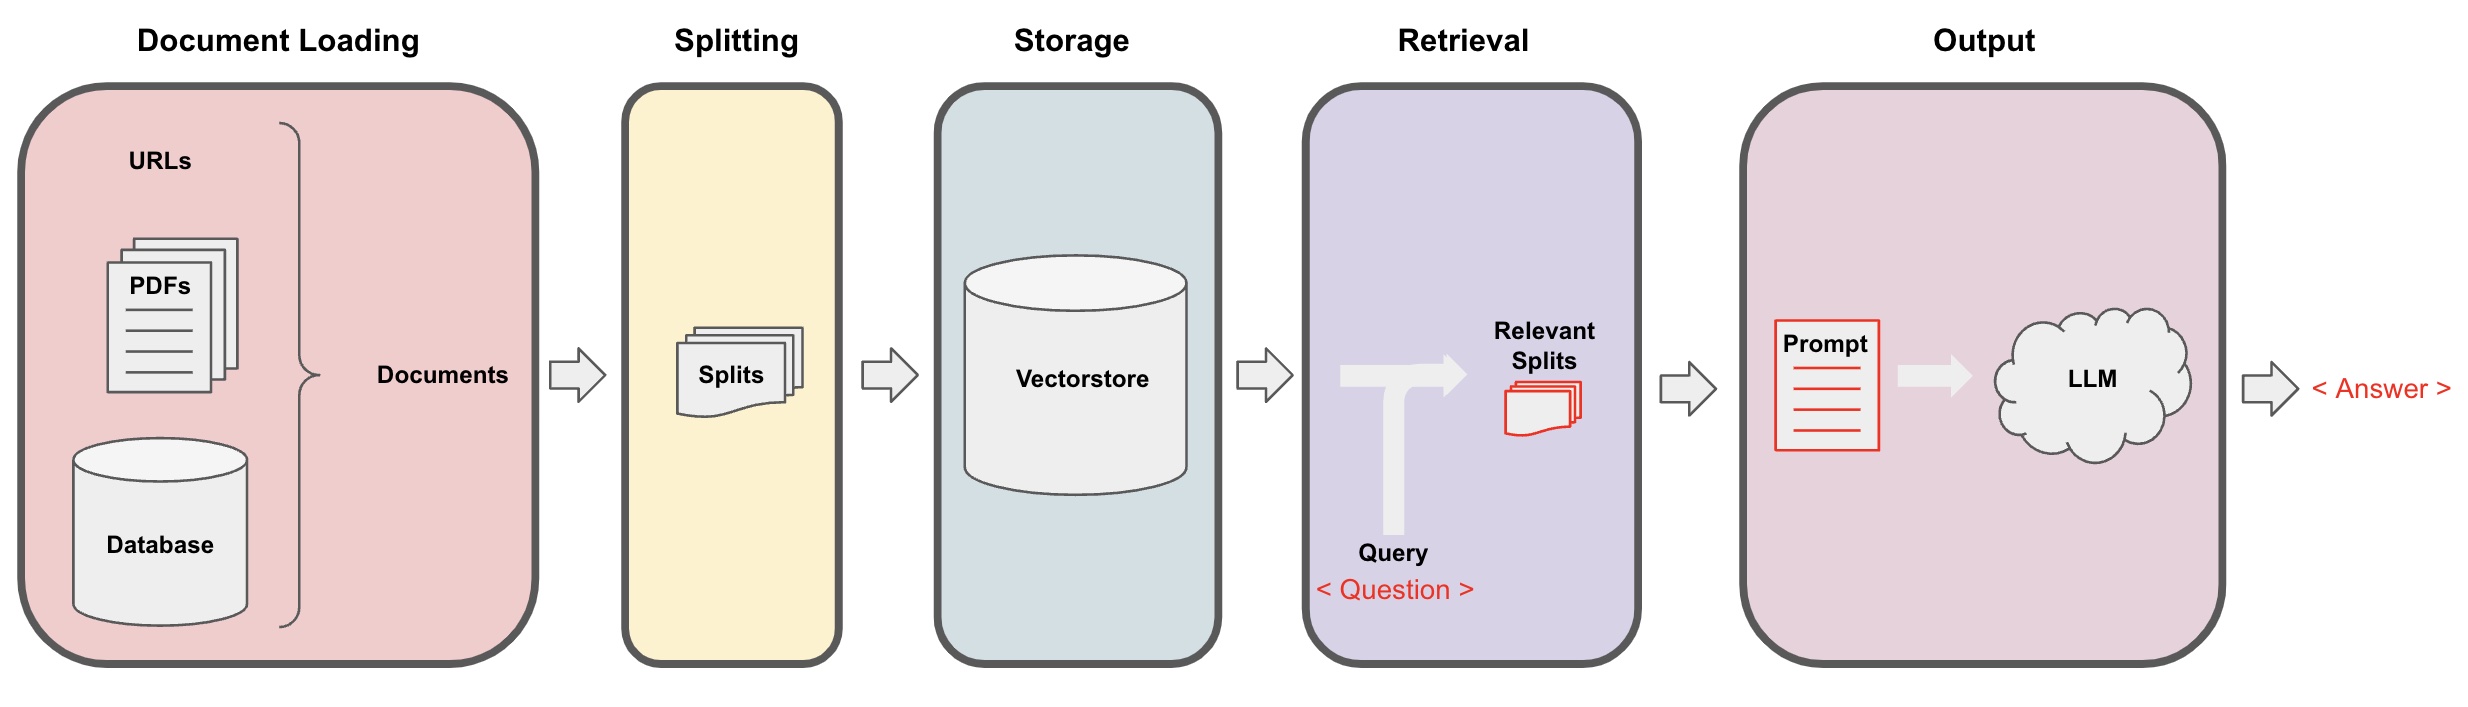 Document Loading
Splitting
Storage
Retrieval
Output
URLs
PDFs
Database
Documents
Splits
Vectorstore
Relevant
Splits
Query
< Question >
Prompt
LLM
< Answer >